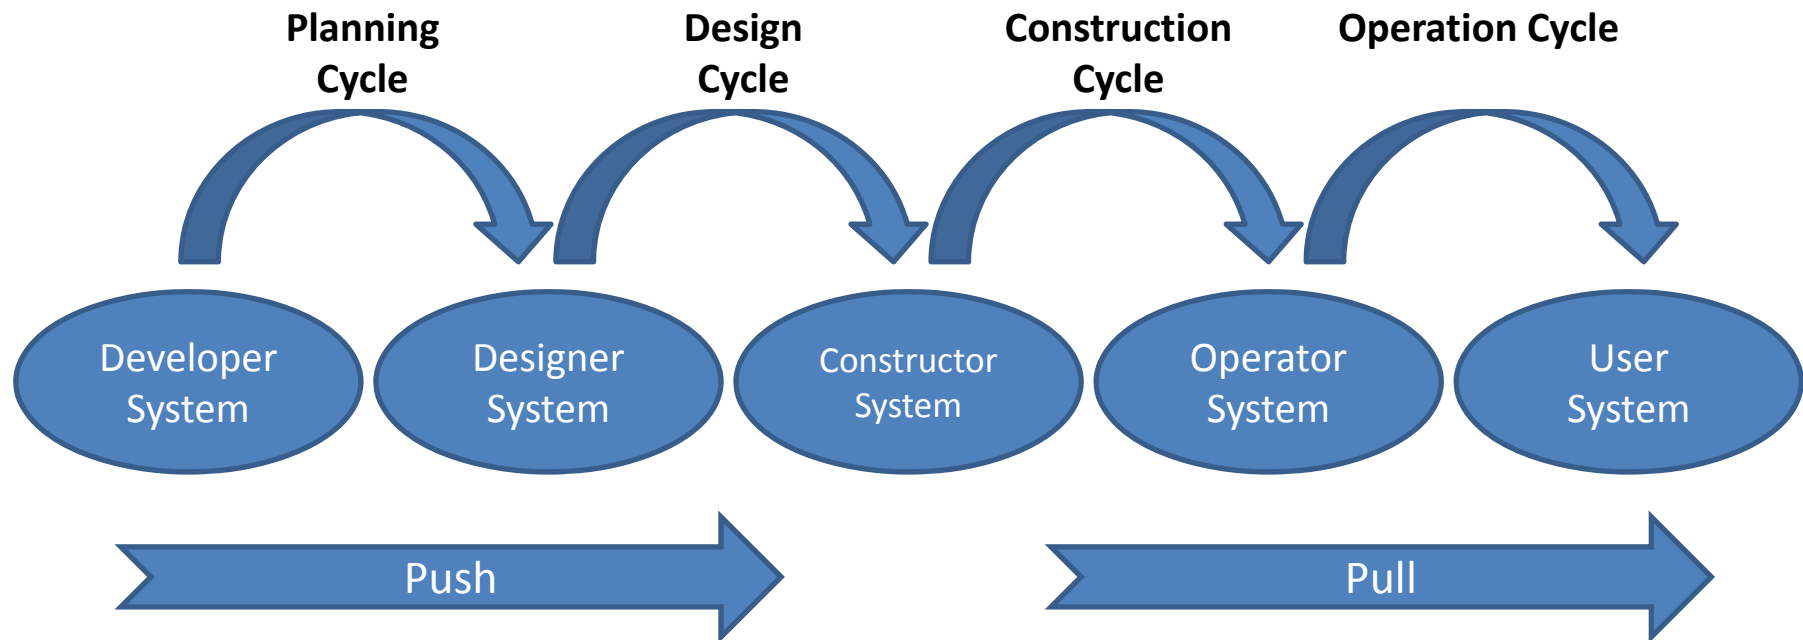 Planning
Cycle
Design
Cycle
Construction
Cycle
Operation Cycle
Developer
System
Designer
System
Constructor
System
Operator
System
User
System
Push
Pull